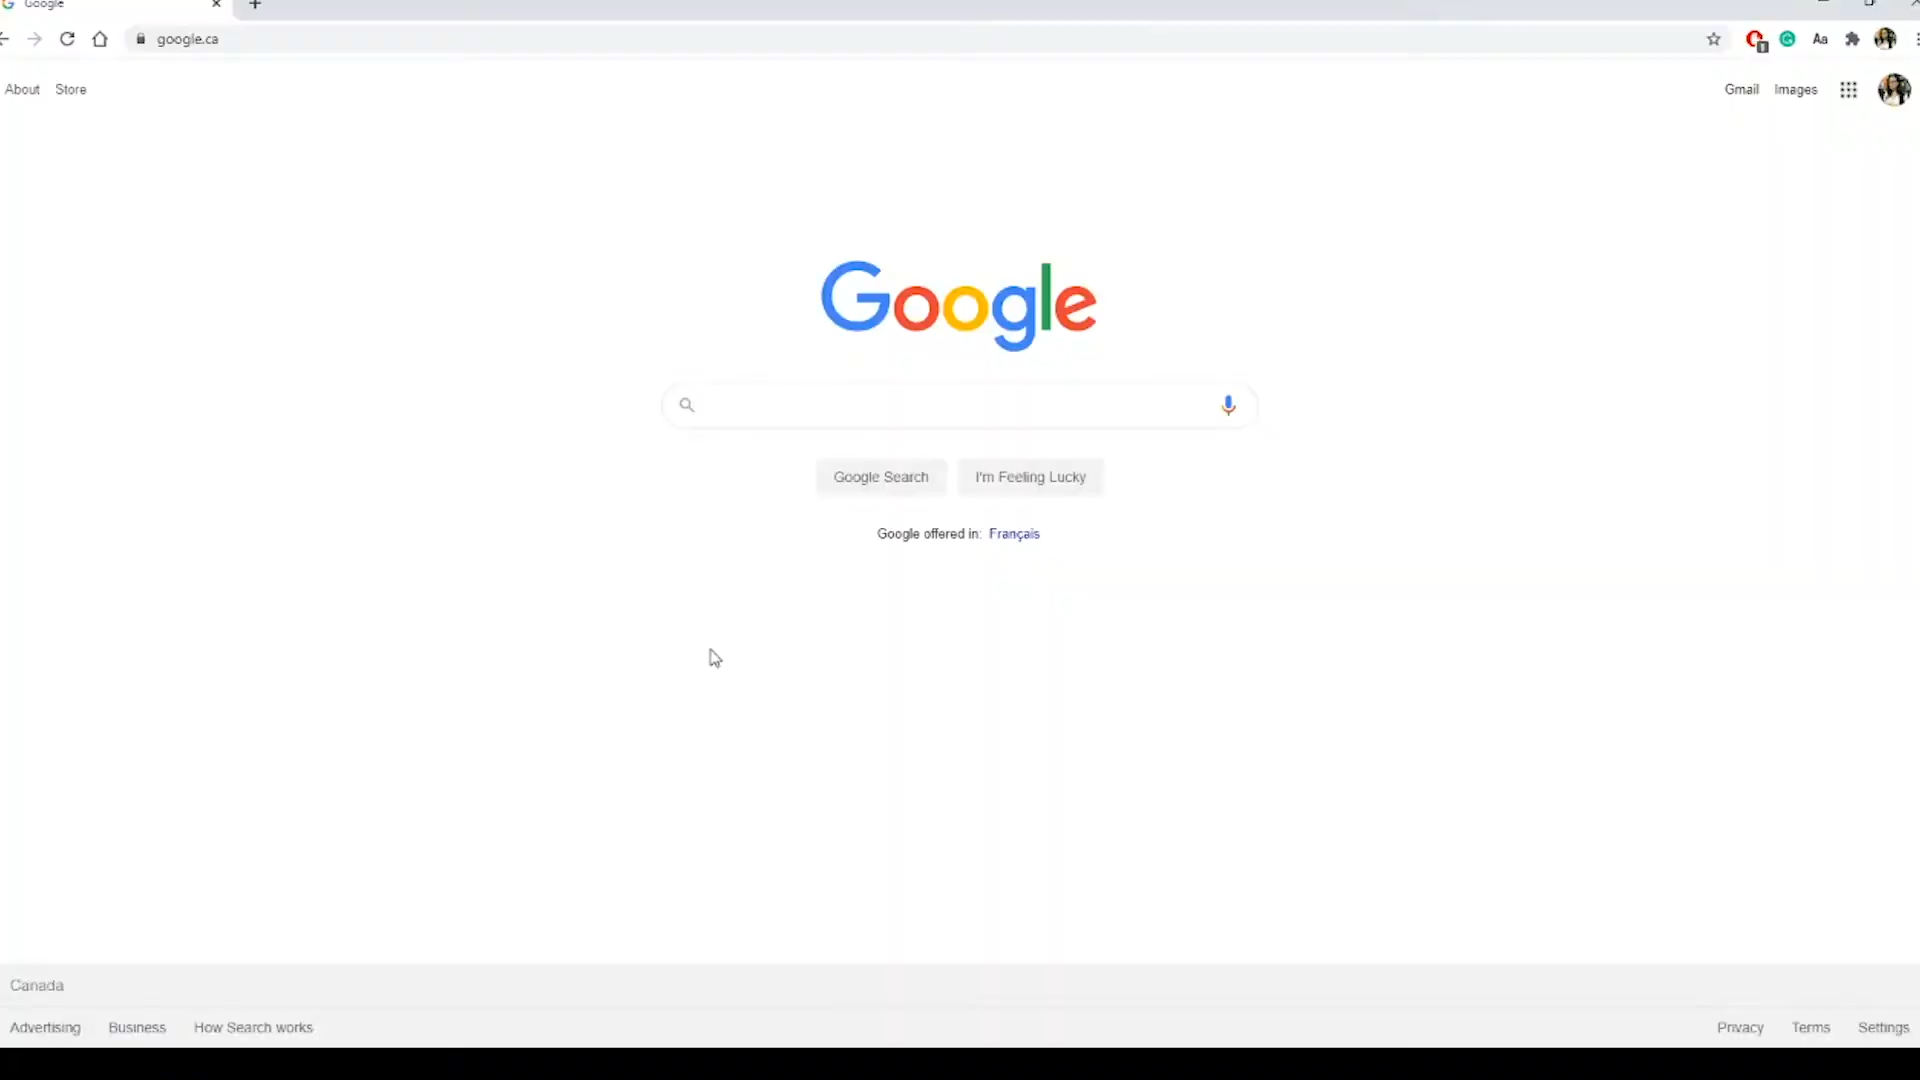 Google
google.ca
Aa
About Store
Gmail Images
Google
Google Search I'm Feeling Lucky
Google offered in: Français
Canada
Advertising Business How Search works
Privacy Terms Settings